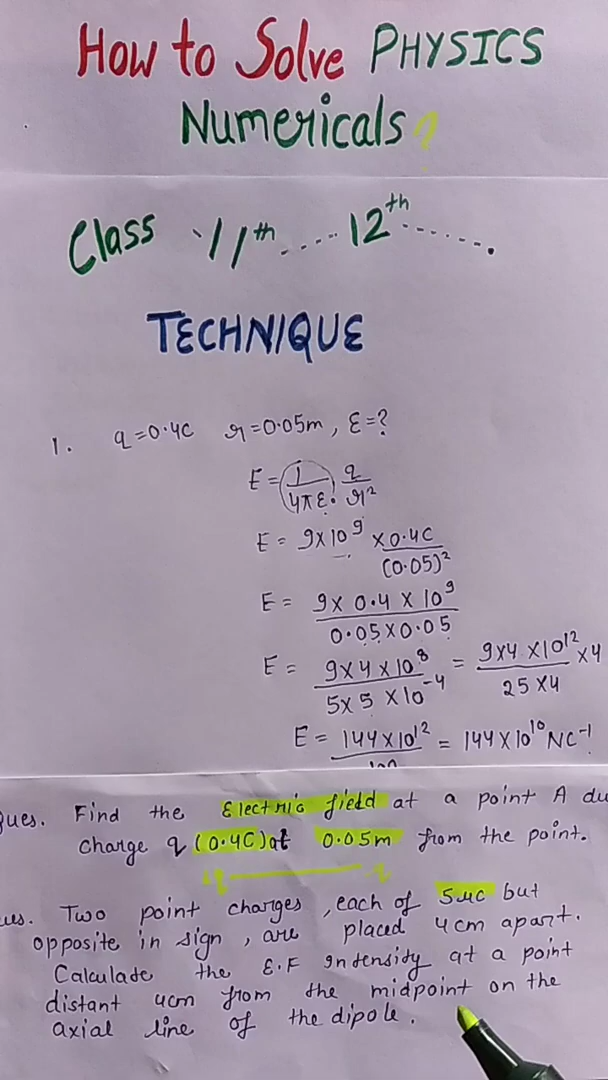 How to Solve PHYSICS
Numericals?
Class 11th.....12th.......
TECHNIQUE
1. q=0.4C r=0.05m, E=?
E = 1/4πε₀ q/r²
E = 9×10⁹ × 0.4C/(0.05)²
E = 9×0.4×10⁹/0.05×0.05
E = 9×4×10⁸/5×5×10⁻⁴ = 9×4×10¹²/25×4 ×4
E = 144×10¹²/100 = 144×10¹⁰ NC⁻¹
Ques. Find the Electric field at a point A du
charge q (0.4C) at 0.05m from the point.
ues. Two point charges, each of 5μc but
opposite in sign, are placed 4cm apart.
Calculate the E.F intensity at a point
distant 4cm from the midpoint on the
axial line of the dipole.